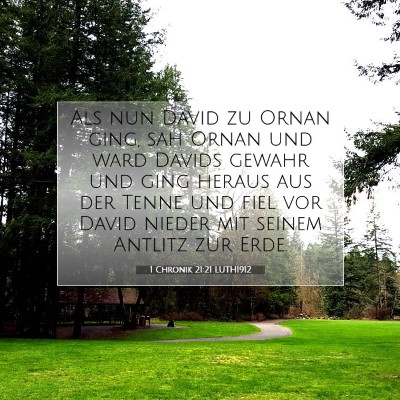 Als nun David zu Ornan
ging, sah Ornan und
ward Davids gewahr
und ging heraus aus
der Tenne und fiel vor
David nieder mit seinem
Antlitz zur Erde.
1 Chronik 21:21 LUTH1912